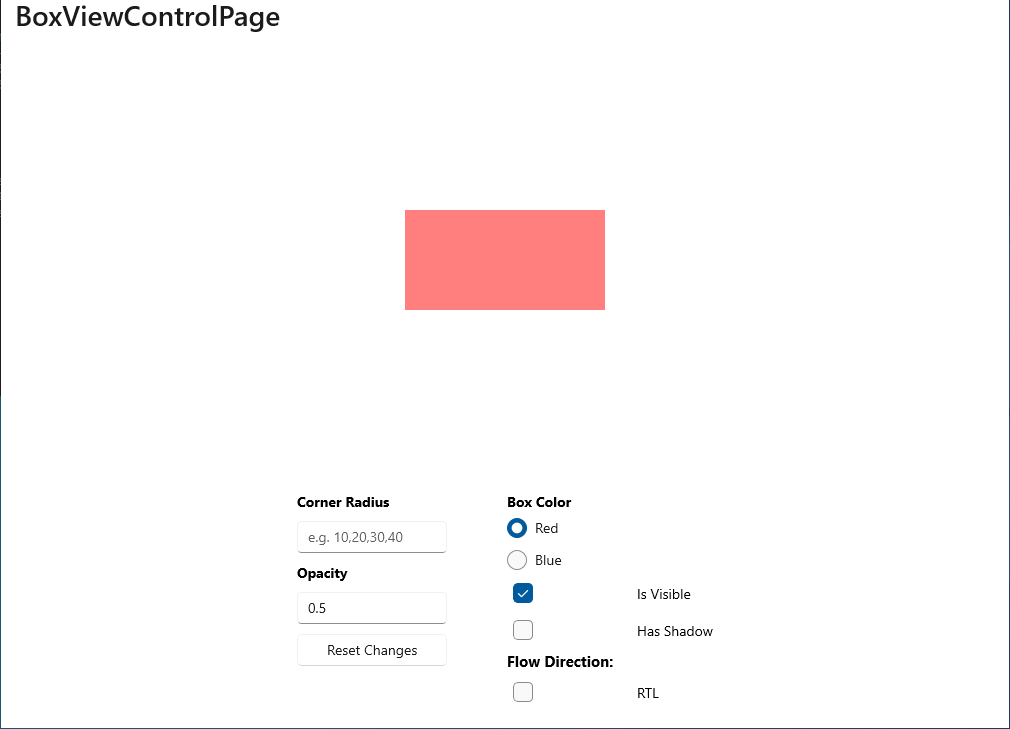 BoxViewControlPage
Corner Radius
e.g. 10,20,30,40
Opacity
0.5
Reset Changes
Box Color
Red
Blue
Is Visible
Has Shadow
Flow Direction:
RTL